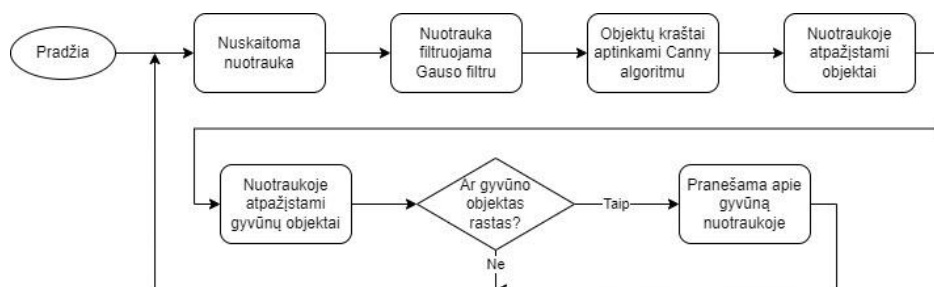 Pradžia
Nuskaitoma
nuotrauka
Nuotrauka
filtruojama
Gauso filtru
Objektų kraštai
aptinkami Canny
algoritmu
Nuotraukoje
atpažįstami
objektai
Nuotraukoje
atpažįstami
gyvūnų objektai
Ar gyvūno
objektas
rastas?
Taip
Pranešama apie
gyvūną
nuotraukoje
Ne